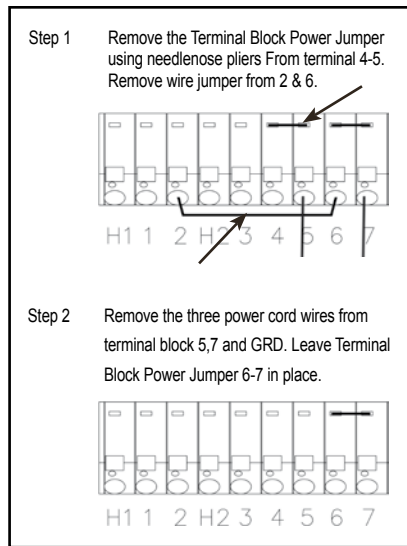 Step 1
Remove the Terminal Block Power Jumper
using needlenose pliers From terminal 4-5.
Remove wire jumper from 2 & 6.
H1 1 2 H2 3 4 5 6 7
Step 2
Remove the three power cord wires from
terminal block 5,7 and GRD. Leave Terminal
Block Power Jumper 6-7 in place.
H1 1 2 H2 3 4 5 6 7